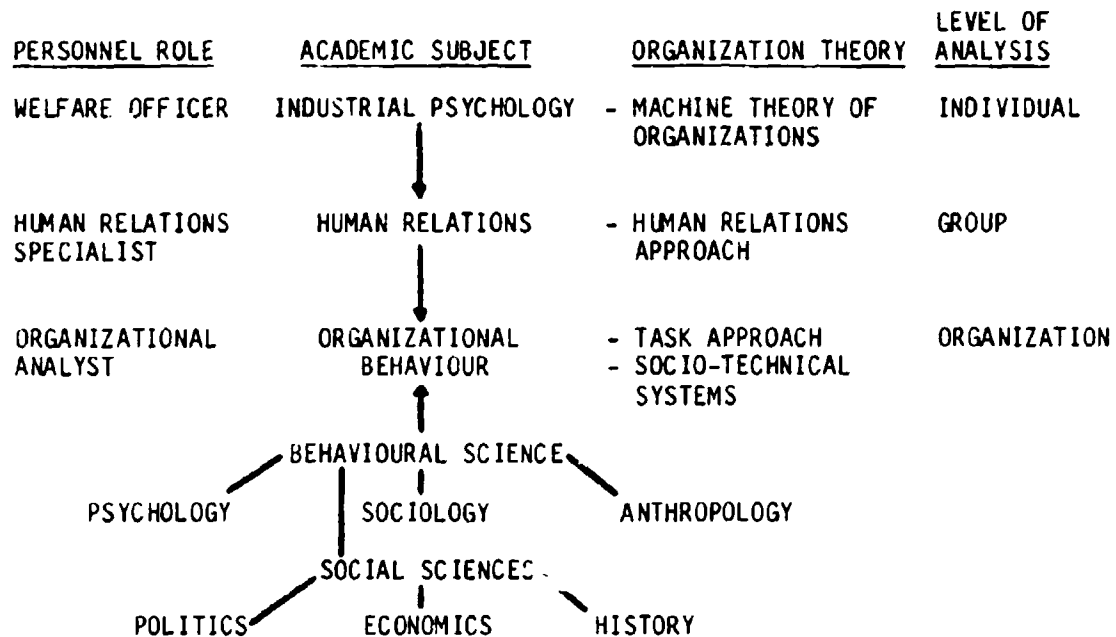 LEVEL OF
PERSONNEL ROLE ACADEMIC SUBJECT ORGANIZATION THEORY ANALYSIS
WELFARE OFFICER INDUSTRIAL PSYCHOLOGY - MACHINE THEORY OF INDIVIDUAL
ORGANIZATIONS
HUMAN RELATIONS HUMAN RELATIONS - HUMAN RELATIONS GROUP
SPECIALIST APPROACH
ORGANIZATIONAL ORGANIZATIONAL - TASK APPROACH ORGANIZATION
ANALYST BEHAVIOUR - SOCIO-TECHNICAL
SYSTEMS
BEHAVIOURAL SCIENCE
PSYCHOLOGY SOCIOLOGY ANTHROPOLOGY
SOCIAL SCIENCES
POLITICS ECONOMICS HISTORY